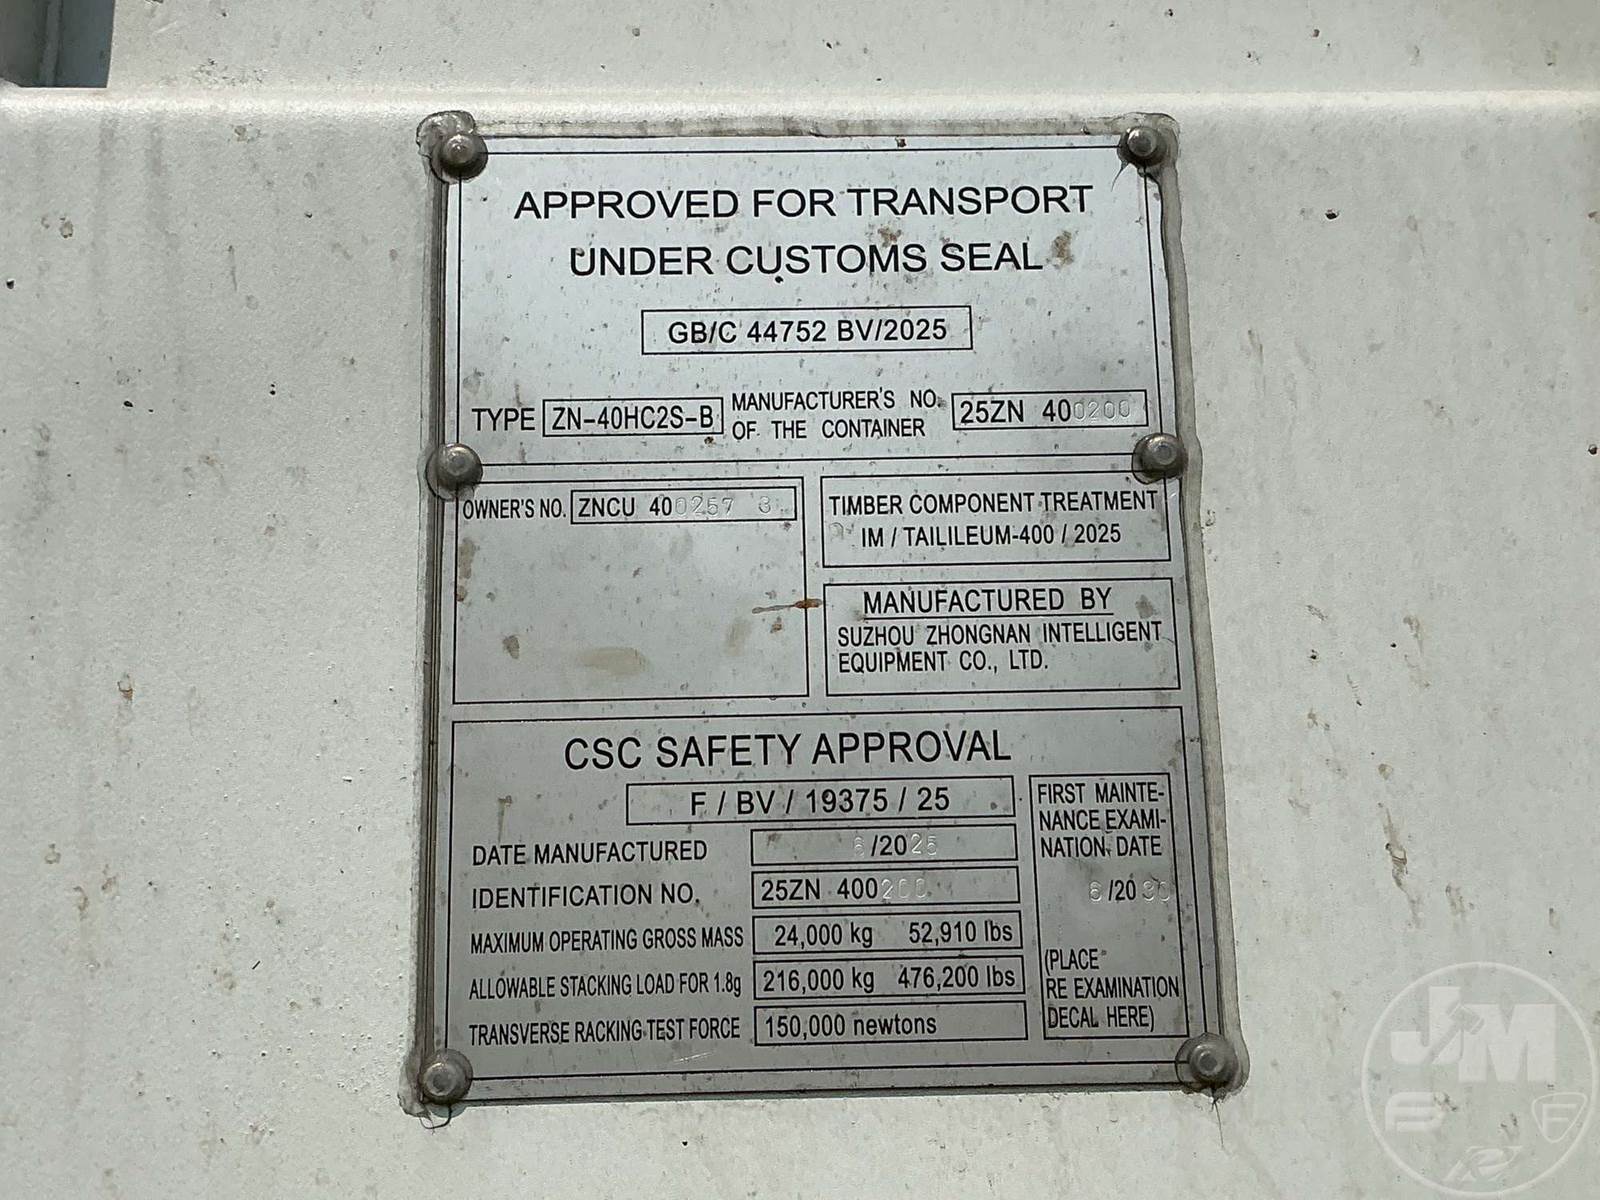 APPROVED FOR TRANSPORT
UNDER CUSTOMS SEAL
GB/C 44752 BV/2025
TYPE ZN-40HC2S-B
MANUFACTURER'S NO.
OF THE CONTAINER
25ZN 400200
OWNER'S NO. ZNCU 400257 3
TIMBER COMPONENT TREATMENT
IM / TAILILEUM-400 / 2025
MANUFACTURED BY
SUZHOU ZHONGNAN INTELLIGENT
EQUIPMENT CO., LTD.
CSC SAFETY APPROVAL
F / BV / 19375 / 25
DATE MANUFACTURED 6/2025
IDENTIFICATION NO. 25ZN 400200
MAXIMUM OPERATING GROSS MASS 24,000 kg 52,910 lbs
ALLOWABLE STACKING LOAD FOR 1.8g 216,000 kg 476,200 lbs
TRANSVERSE RACKING TEST FORCE 150,000 newtons
FIRST MAINTE-
NANCE EXAMI-
NATION DATE
6/2030
(PLACE
RE EXAMINATION
DECAL HERE)
JM